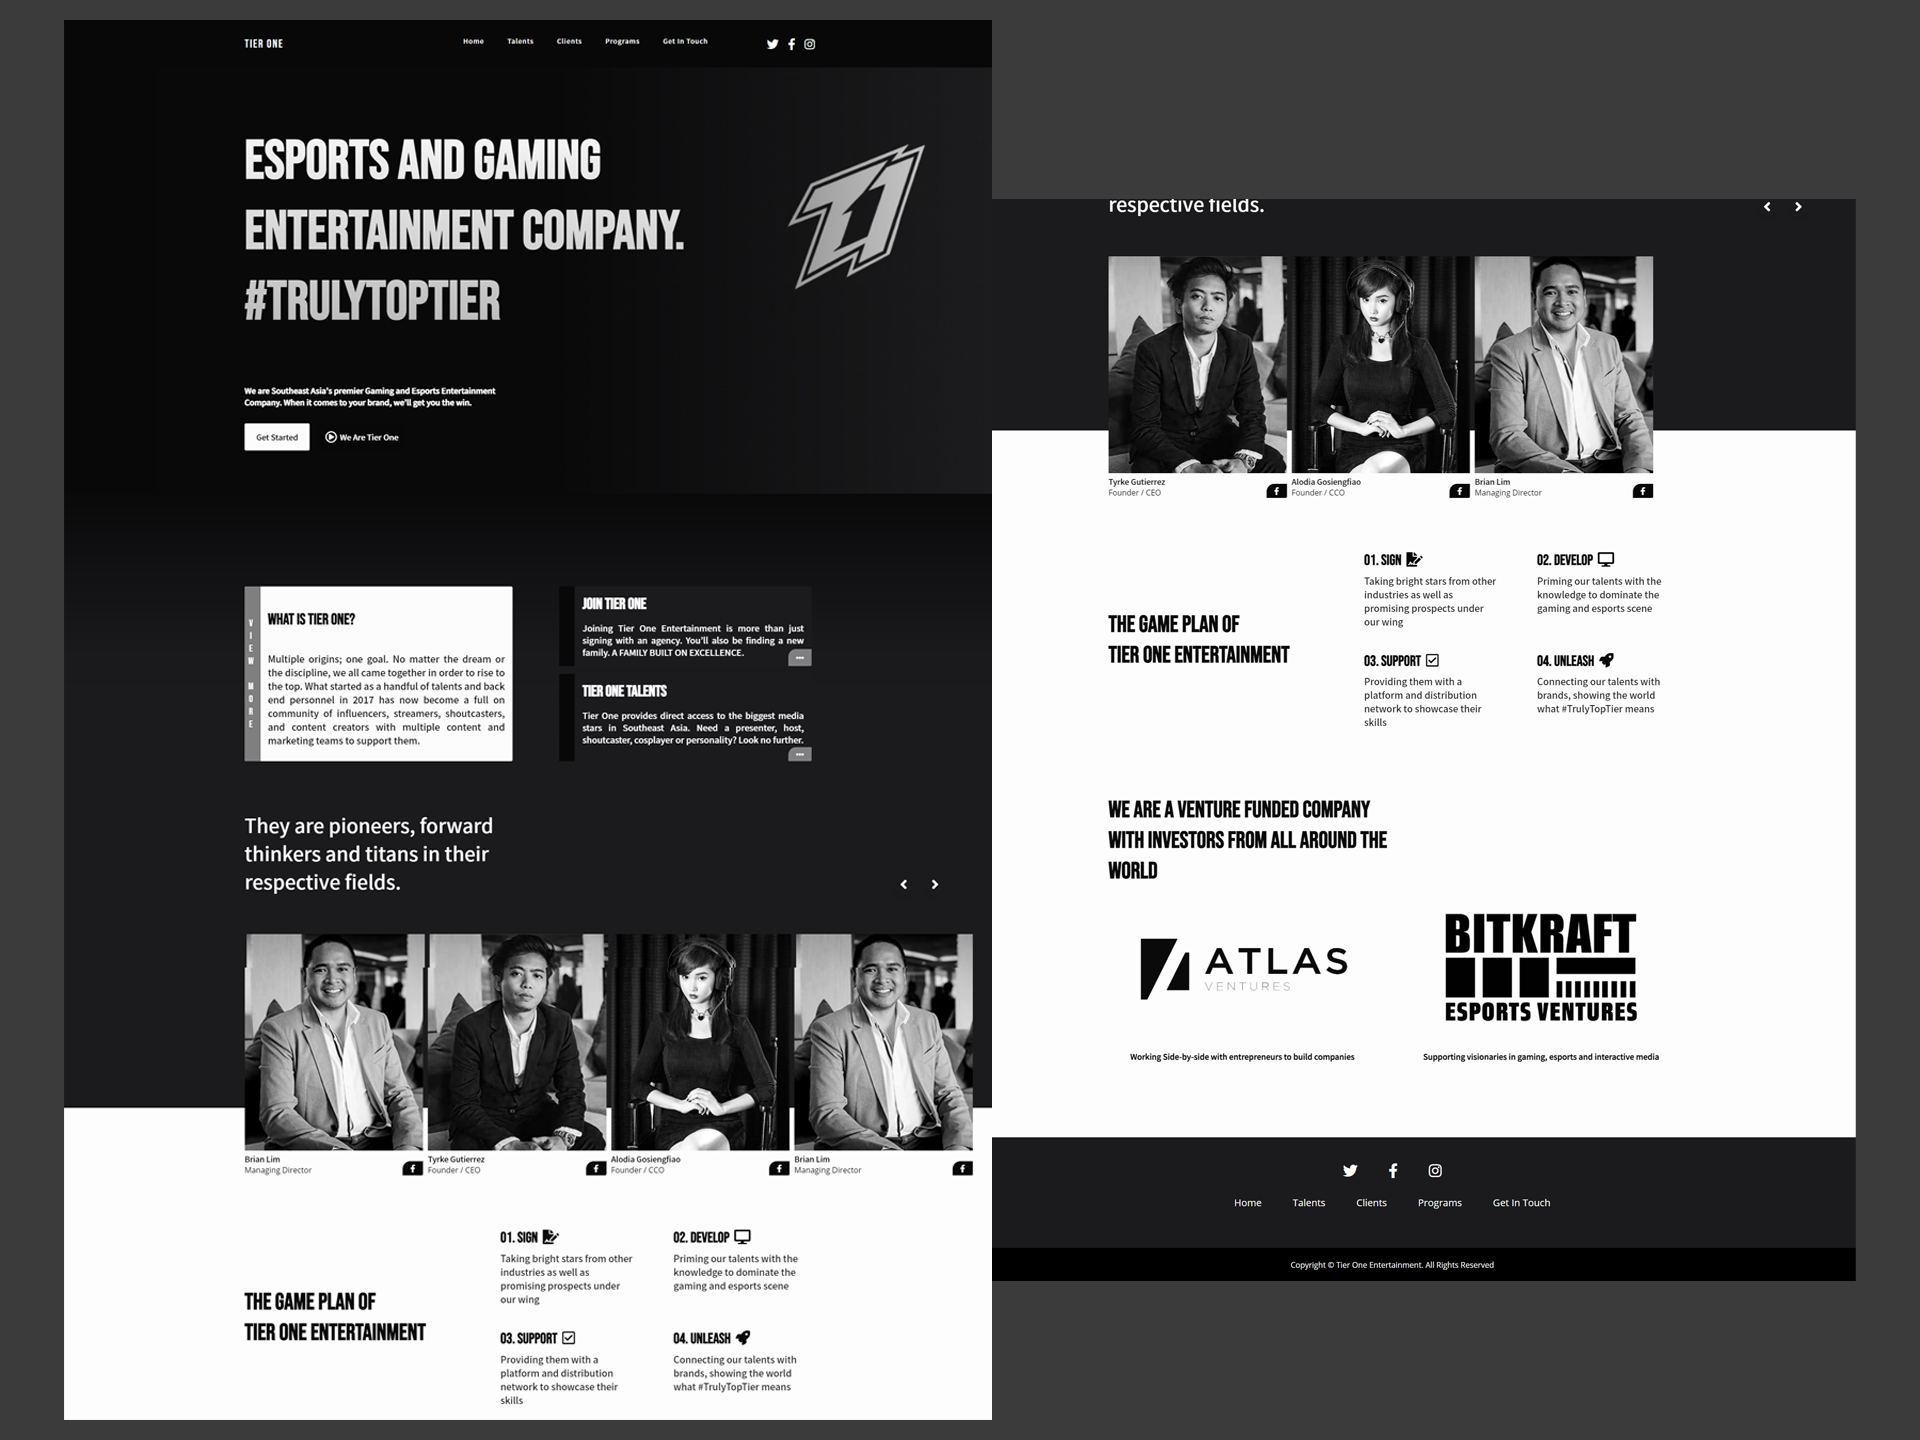 TIER ONE
Home Talents Clients Programs Get In Touch
ESPORTS AND GAMING
ENTERTAINMENT COMPANY.
#TRULYTOPTIER
We are Southeast Asia's premier Gaming and Esports Entertainment
Company. When it comes to your brand, we'll get you the win.
Get Started
We Are Tier One
VIEW MORE
WHAT IS TIER ONE?
Multiple origins; one goal. No matter the dream or
the discipline, we all came together in order to rise to
the top. What started as a handful of talents and back
end personnel in 2017 has now become a full on
community of influencers, streamers, shoutcasters,
and content creators with multiple content and
marketing teams to support them.
JOIN TIER ONE
Joining Tier One Entertainment is more than just
signing with an agency. You'll also be finding a new
family. A FAMILY BUILT ON EXCELLENCE.
TIER ONE TALENTS
Tier One provides direct access to the biggest media
stars in Southeast Asia. Need a presenter, host,
shoutcaster, cosplayer or personality? Look no further.
They are pioneers, forward
thinkers and titans in their
respective fields.
Brian Lim
Managing Director
Tyrke Gutierrez
Founder / CEO
Alodia Gosiengfiao
Founder / CCO
Brian Lim
Managing Director
THE GAME PLAN OF
TIER ONE ENTERTAINMENT
01. SIGN
Taking bright stars from other
industries as well as
promising prospects under
our wing
02. DEVELOP
Priming our talents with the
knowledge to dominate the
gaming and esports scene
03. SUPPORT
Providing them with a
platform and distribution
network to showcase their
skills
04. UNLEASH
Connecting our talents with
brands, showing the world
what #TrulyTopTier means
respective fields.
Tyrke Gutierrez
Founder / CEO
Alodia Gosiengfiao
Founder / CCO
Brian Lim
Managing Director
THE GAME PLAN OF
TIER ONE ENTERTAINMENT
01. SIGN
Taking bright stars from other
industries as well as
promising prospects under
our wing
02. DEVELOP
Priming our talents with the
knowledge to dominate the
gaming and esports scene
03. SUPPORT
Providing them with a
platform and distribution
network to showcase their
skills
04. UNLEASH
Connecting our talents with
brands, showing the world
what #TrulyTopTier means
WE ARE A VENTURE FUNDED COMPANY
WITH INVESTORS FROM ALL AROUND THE
WORLD
ATLAS
VENTURES
Working Side-by-side with entrepreneurs to build companies
BITKRAFT
ESPORTS VENTURES
Supporting visionaries in gaming, esports and interactive media
Home Talents Clients Programs Get In Touch
Copyright © Tier One Entertainment. All Rights Reserved